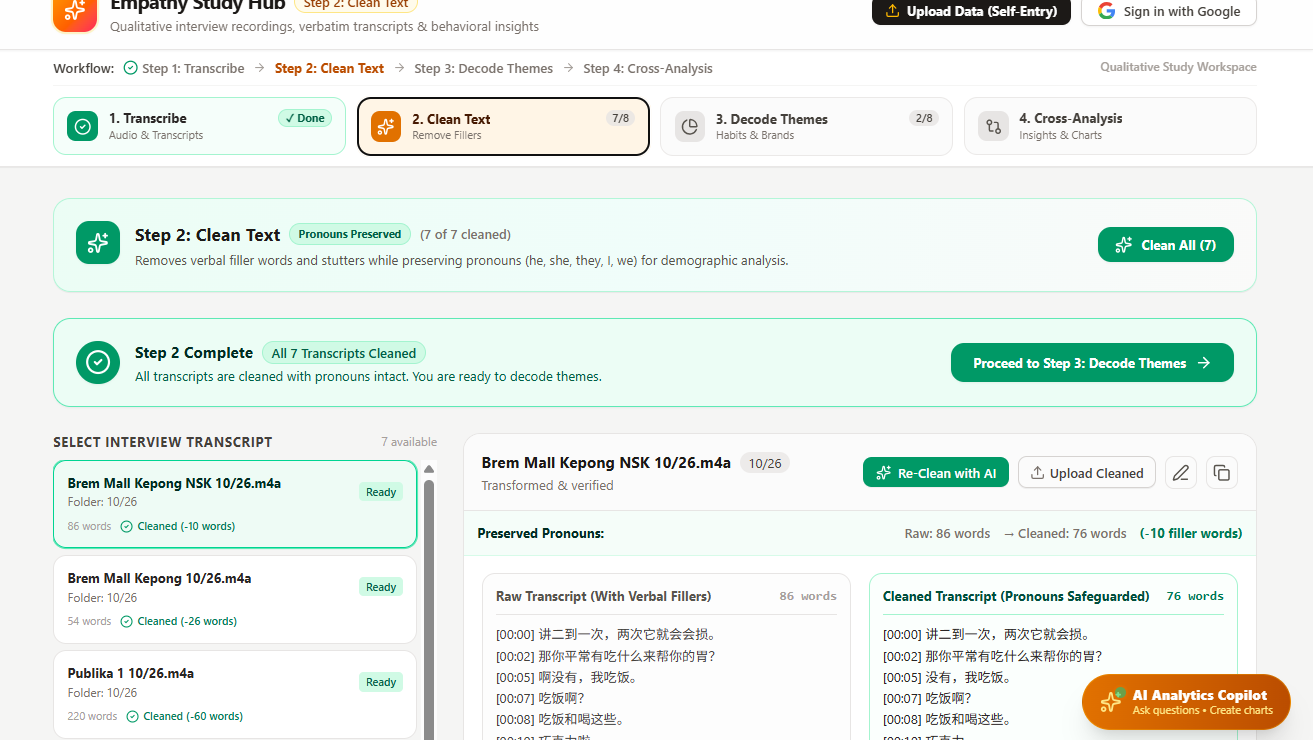 Empathy Study Hub
Step 2: Clean Text
Qualitative interview recordings, verbatim transcripts & behavioral insights
Upload Data (Self-Entry)
Sign in with Google
Workflow: Step 1: Transcribe → Step 2: Clean Text → Step 3: Decode Themes → Step 4: Cross-Analysis
Qualitative Study Workspace
1. Transcribe
✓ Done
Audio & Transcripts
2. Clean Text
7/8
Remove Fillers
3. Decode Themes
2/8
Habits & Brands
4. Cross-Analysis
Insights & Charts
Step 2: Clean Text
Pronouns Preserved
(7 of 7 cleaned)
Removes verbal filler words and stutters while preserving pronouns (he, she, they, I, we) for demographic analysis.
Clean All (7)
Step 2 Complete
All 7 Transcripts Cleaned
All transcripts are cleaned with pronouns intact. You are ready to decode themes.
Proceed to Step 3: Decode Themes →
SELECT INTERVIEW TRANSCRIPT
7 available
Brem Mall Kepong NSK 10/26.m4a
Folder: 10/26
Ready
86 words
Cleaned (-10 words)
Brem Mall Kepong 10/26.m4a
Folder: 10/26
Ready
54 words
Cleaned (-26 words)
Publika 1 10/26.m4a
Folder: 10/26
Ready
220 words
Cleaned (-60 words)
Brem Mall Kepong NSK 10/26.m4a
10/26
Transformed & verified
Re-Clean with AI
Upload Cleaned
Preserved Pronouns:
Raw: 86 words → Cleaned: 76 words (-10 filler words)
Raw Transcript (With Verbal Fillers)
86 words
[00:00] 讲二到一次，两次它就会会损。
[00:02] 那你平常有吃什么来帮你的胃？
[00:05] 啊没有，我吃饭。
[00:07] 吃饭啊？
[00:08] 吃饭和喝这些。
Cleaned Transcript (Pronouns Safeguarded)
76 words
[00:00] 讲二到一次，两次它就会损。
[00:02] 那你平常有吃什么来帮你的胃？
[00:05] 没有，我吃饭。
[00:07] 吃饭啊？
[00:08] 吃饭和喝这些。
AI Analytics Copilot
Ask questions • Create charts